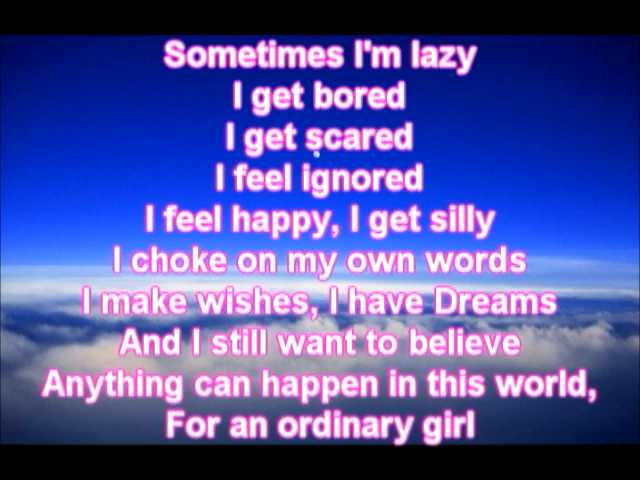 Sometimes I'm lazy
I get bored
I get scared
I feel ignored
I feel happy, I get silly
I choke on my own words
I make wishes, I have Dreams
And I still want to believe
Anything can happen in this world,
For an ordinary girl